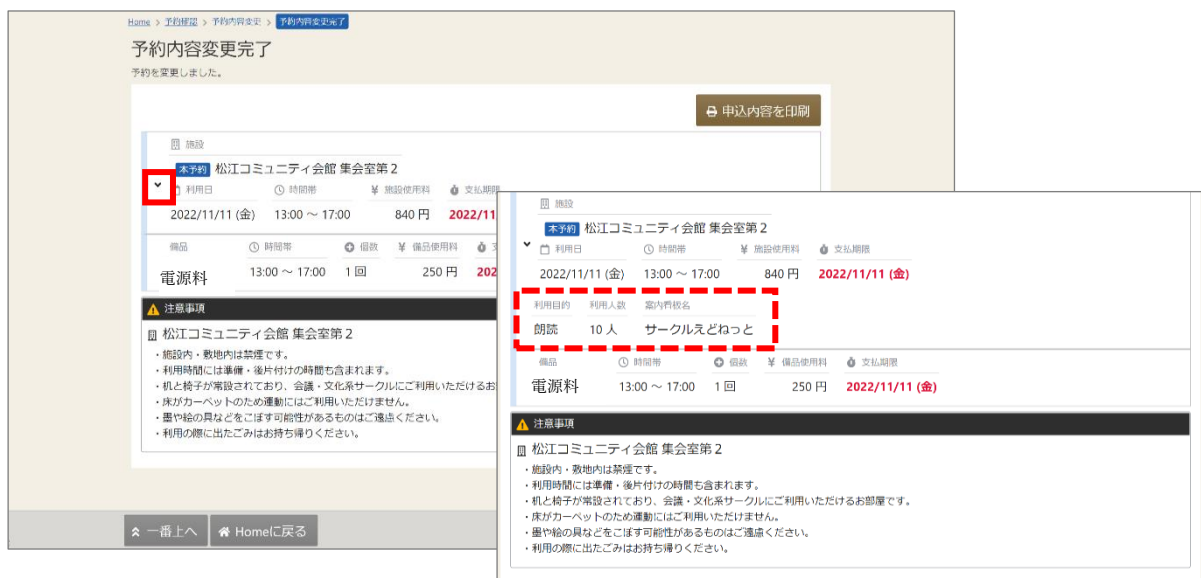 Home > 予約確認 > 予約内容変更 > 予約内容変更完了
予約内容変更完了
予約を変更しました。
申込内容を印刷
施設
本予約 松江コミュニティ会館 集会室第2
利用日 時間帯 ¥ 施設使用料 支払期限
2022/11/11 (金) 13:00 ～ 17:00 840 円 2022/11
備品 時間帯 個数 ¥ 備品使用料
電源料 13:00 ～ 17:00 1 回 250 円 202
注意事項
松江コミュニティ会館 集会室第2
・施設内・敷地内は禁煙です。
・利用時間には準備・後片付けの時間も含まれます。
・机と椅子が常設されており、会議・文化系サークルにご利用いただけるお
・床がカーペットのため運動にはご利用いただけません。
・墨や絵の具などをこぼす可能性があるものはご遠慮ください。
・利用の際に出たごみはお持ち帰りください。
一番上へ Homeに戻る
施設
本予約 松江コミュニティ会館 集会室第2
利用日 時間帯 ¥ 施設使用料 支払期限
2022/11/11 (金) 13:00 ～ 17:00 840 円 2022/11/11 (金)
利用目的 利用人数 案内看板名
朗読 10 人 サークルえどねっと
備品 時間帯 個数 ¥ 備品使用料 支払期限
電源料 13:00 ～ 17:00 1 回 250 円 2022/11/11 (金)
注意事項
松江コミュニティ会館 集会室第2
・施設内・敷地内は禁煙です。
・利用時間には準備・後片付けの時間も含まれます。
・机と椅子が常設されており、会議・文化系サークルにご利用いただけるお部屋です。
・床がカーペットのため運動にはご利用いただけません。
・墨や絵の具などをこぼす可能性があるものはご遠慮ください。
・利用の際に出たごみはお持ち帰りください。